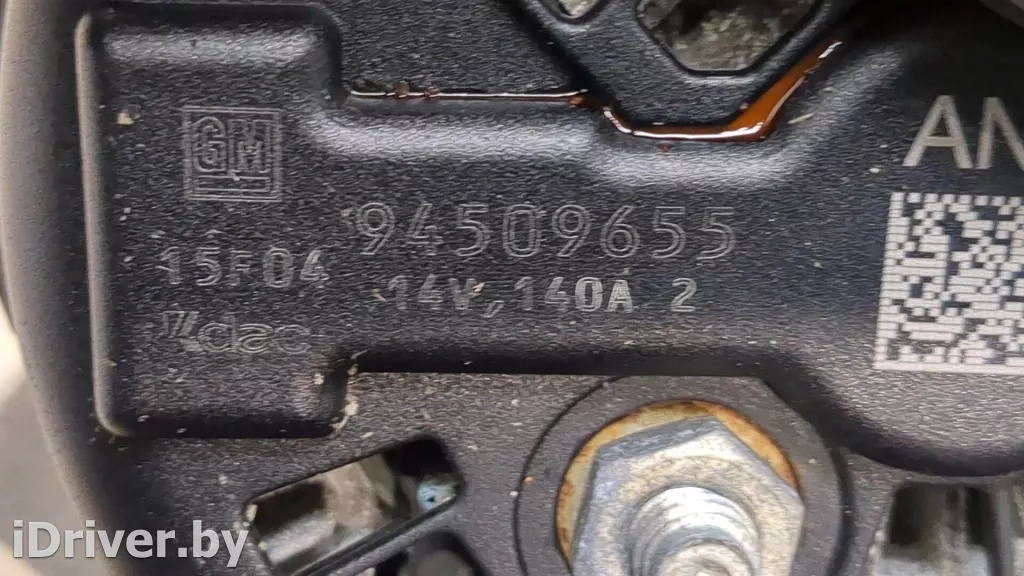 GM
AN
94509655
15F04
14V, 140A 2
dac
iDriver.by